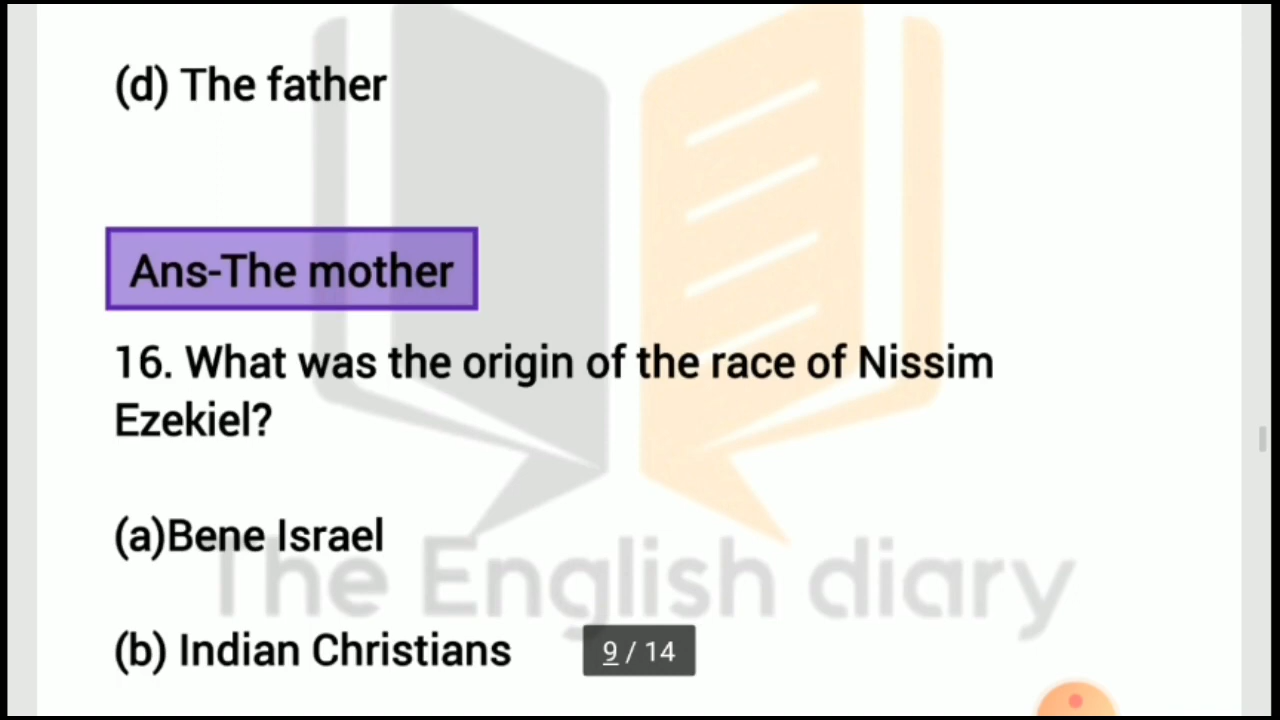 (d) The father
Ans-The mother
16. What was the origin of the race of Nissim
Ezekiel?
(a)Bene Israel
The English diary
(b) Indian Christians
9 / 14